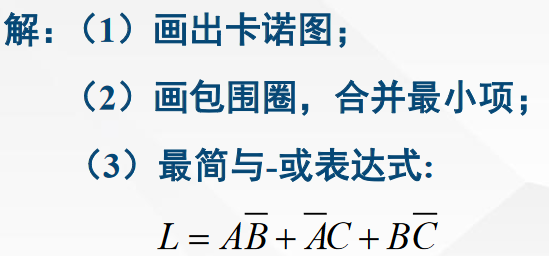 解：（1）画出卡诺图；
（2）画包围圈，合并最小项；
（3）最简与-或表达式:
L = AB̅ + A̅C + BC̅